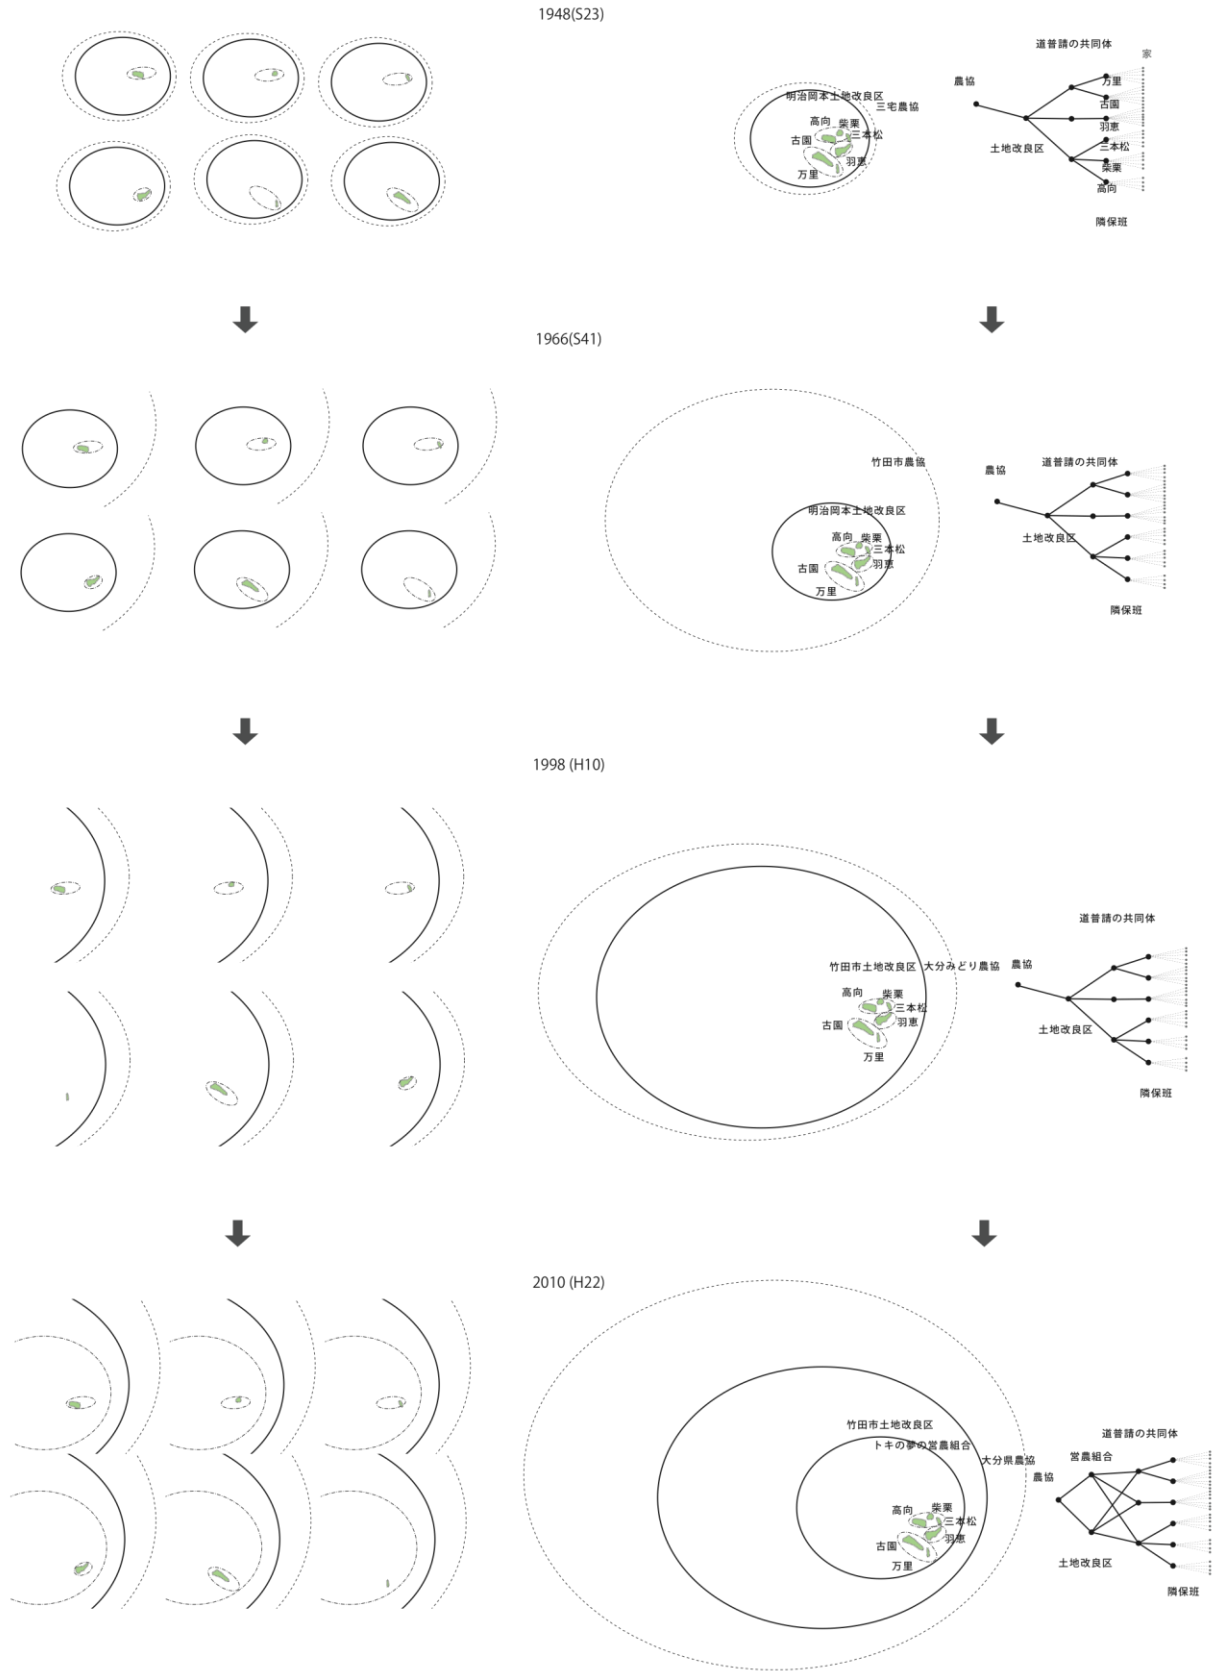 1948(S23)
道普請の共同体
家
農協
万里
明治岡本土地改良区
三宅農協
古園
高向
柴栗
羽恵
三本松
古園
土地改良区
三本松
羽恵
柴栗
万里
高向
隣保班
1966(S41)
竹田市農協
農協
道普請の共同体
明治岡本土地改良区
土地改良区
高向
柴栗
三本松
古園
羽恵
万里
隣保班
1998 (H10)
道普請の共同体
竹田市土地改良区
大分みどり農協
農協
高向
柴栗
三本松
古園
羽恵
土地改良区
万里
隣保班
2010 (H22)
竹田市土地改良区
道普請の共同体
トキの夢の営農組合
営農組合
大分県農協
農協
高向
柴栗
三本松
古園
羽恵
万里
土地改良区
隣保班